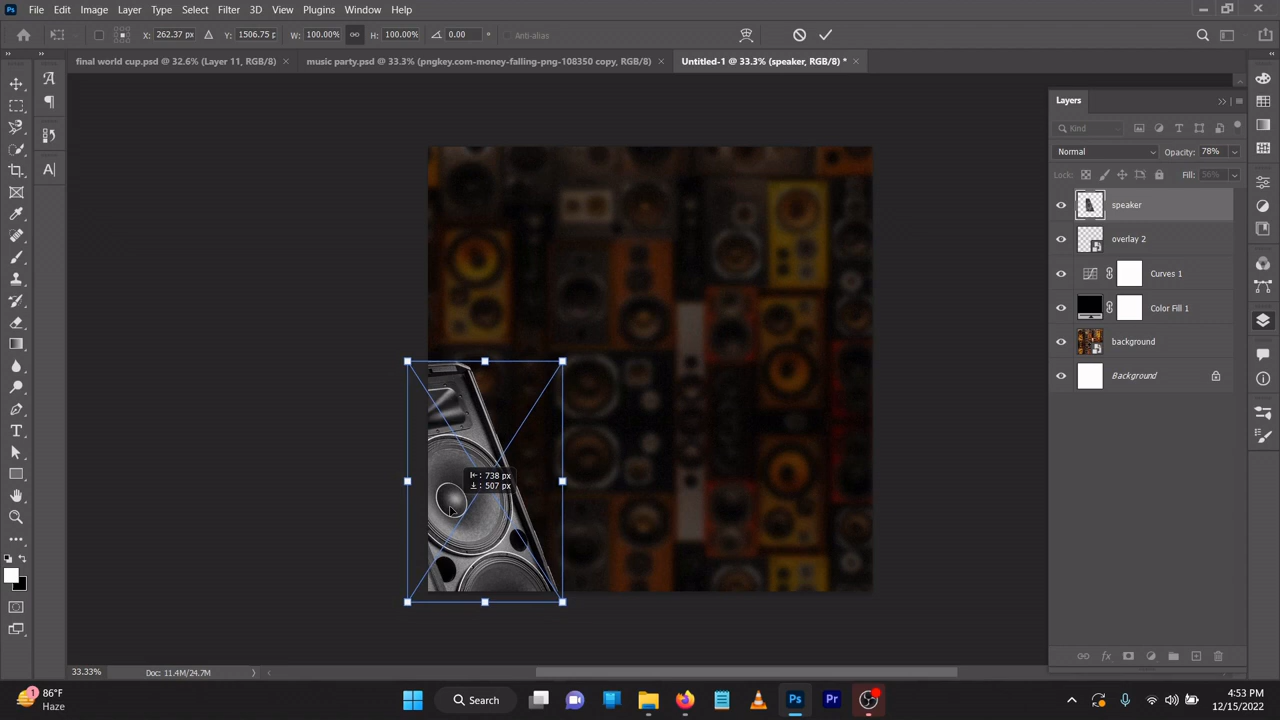 Ps File Edit Image Layer Type Select Filter 3D View Plugins Window Help
X: 262.37 px Y: 1506.75 p W: 100.00% H: 100.00% 0.00 ° Anti-alias
final world cup.psd @ 32.6% (Layer 11, RGB/8) ×
music party.psd @ 33.3% (pngkey.com-money-falling-png-108350 copy, RGB/8) ×
Untitled-1 @ 33.3% (speaker, RGB/8) * ×
Layers
Kind
Normal Opacity: 78%
Lock: Fill: 56%
speaker
overlay 2
Curves 1
Color Fill 1
background
Background
: 738 px
: 507 px
33.33% Doc: 11.4M/24.7M
1 86°F
Haze
Search
Ps Pr
4:53 PM
12/15/2022